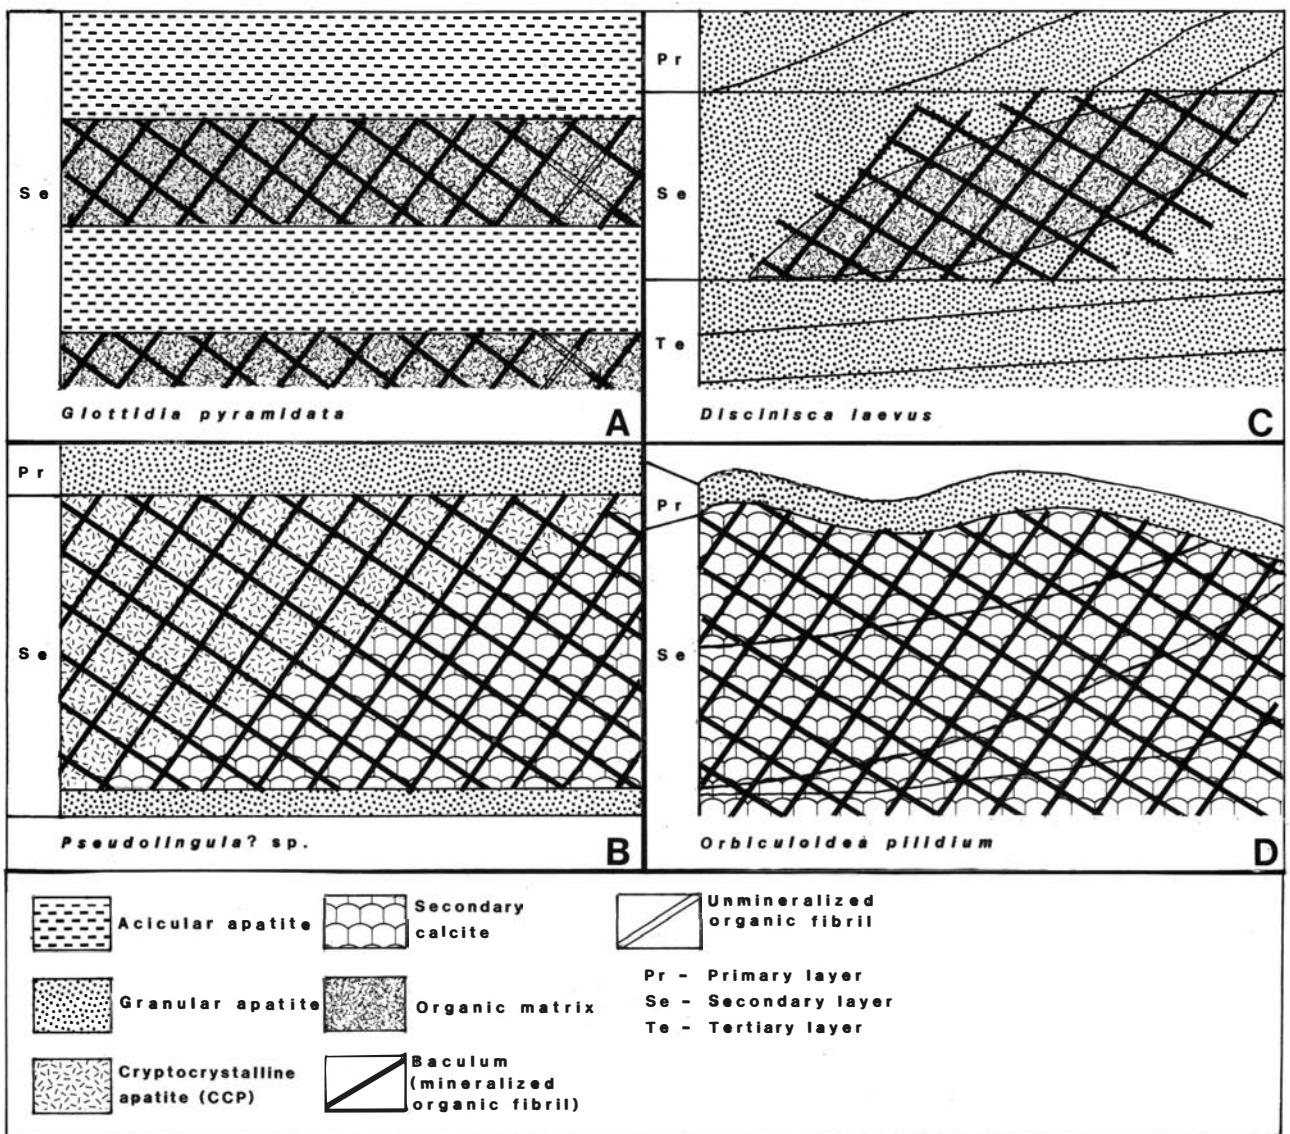 Se
Glottidia pyramidata
A
Pr
Se
Te
Discinisca laevus
C
Pr
Se
Pseudolingula? sp.
B
Pr
Se
Orbiculoidea pilidium
D
Acicular apatite
Granular apatite
Cryptocrystalline
apatite (CCP)
Secondary
calcite
Organic matrix
Baculum
(mineralized
organic fibril)
Unmineralized
organic fibril
Pr - Primary layer
Se - Secondary layer
Te - Tertiary layer